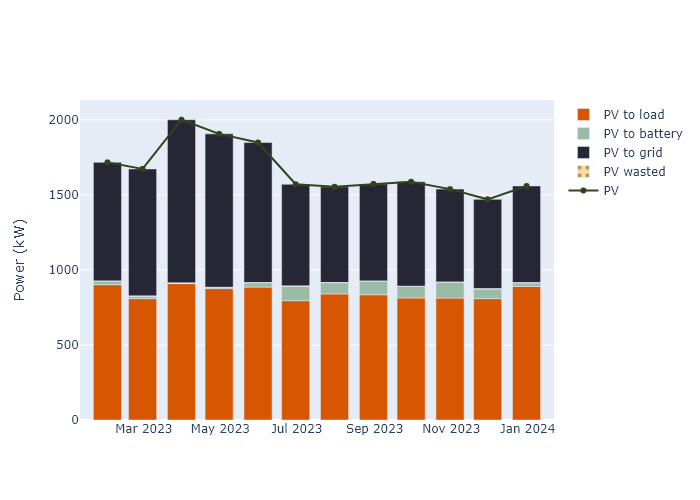 2000
1500
1000
500
0
Power (kW)
Mar 2023
May 2023
Jul 2023
Sep 2023
Nov 2023
Jan 2024
PV to load
PV to battery
PV to grid
PV wasted
PV